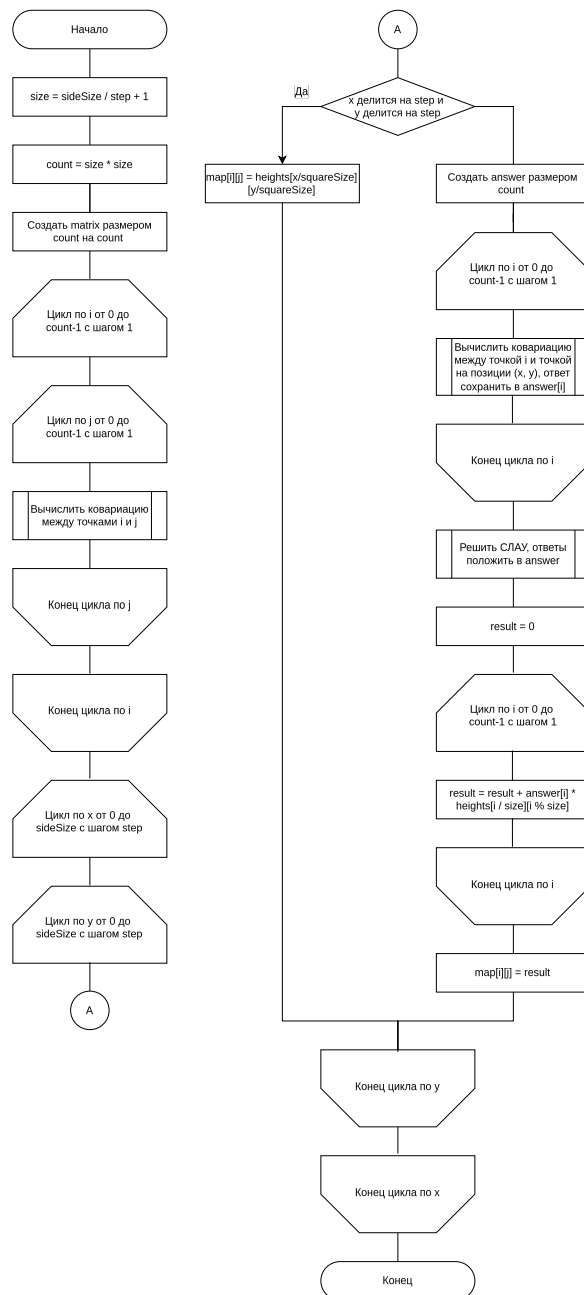 Начало
size = sideSize / step + 1
count = size * size
Создать matrix размером
count на count
Цикл по i от 0 до
count-1 с шагом 1
Цикл по j от 0 до
count-1 с шагом 1
Вычислить ковариацию
между точками i и j
Конец цикла по j
Конец цикла по i
Цикл по x от 0 до
sideSize с шагом step
Цикл по y от 0 до
sideSize с шагом step
A
A
Да
x делится на step и
y делится на step
map[i][j] = heights[x/squareSize]
[y/squareSize]
Создать answer размером
count
Цикл по i от 0 до
count-1 с шагом 1
Вычислить ковариацию
между точкой i и точкой
на позиции (x, y), ответ
сохранить в answer[i]
Конец цикла по i
Решить СЛАУ, ответы
положить в answer
result = 0
Цикл по i от 0 до
count-1 с шагом 1
result = result + answer[i] *
heights[i / size][i % size]
Конец цикла по i
map[i][j] = result
Конец цикла по y
Конец цикла по x
Конец